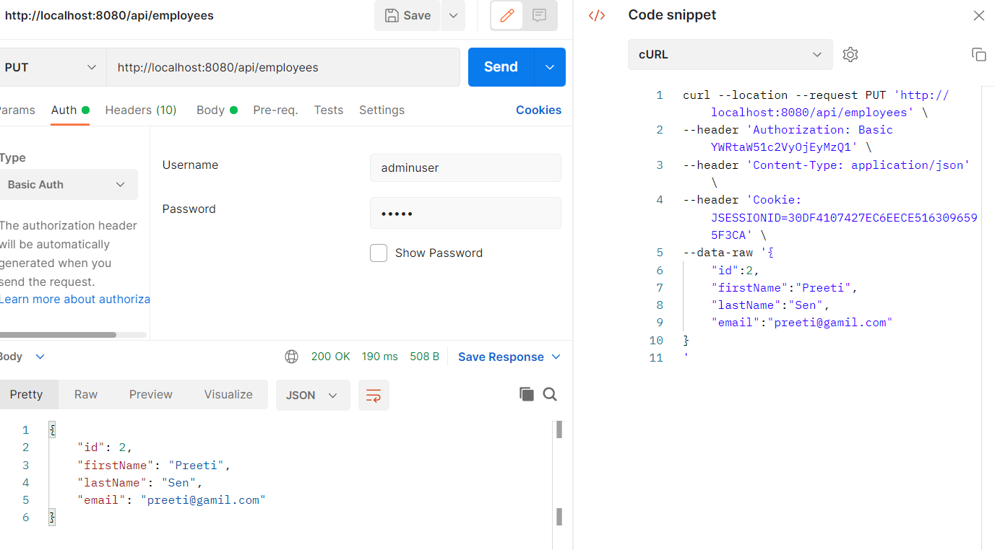 http://localhost:8080/api/employees
Save
PUT
http://localhost:8080/api/employees
Send
arams Auth Headers (10) Body Pre-req. Tests Settings Cookies
Type
Basic Auth
The authorization header
will be automatically
generated when you
send the request.
Learn more about authoriza
Username
adminuser
Password
•••••
Show Password
Body
200 OK 190 ms 508 B Save Response
Pretty Raw Preview Visualize JSON
1 {
2 "id": 2,
3 "firstName": "Preeti",
4 "lastName": "Sen",
5 "email": "preeti@gamil.com"
6 }
</> Code snippet
cURL
1 curl --location --request PUT 'http://
localhost:8080/api/employees' \
2 --header 'Authorization: Basic
YWRtaW51c2VyOjEyMzQ1' \
3 --header 'Content-Type: application/json'
\
4 --header 'Cookie:
JSESSIONID=30DF4107427EC6EECE516309659
5F3CA' \
5 --data-raw '{
6 "id":2,
7 "firstName":"Preeti",
8 "lastName":"Sen",
9 "email":"preeti@gamil.com"
10 }
11 '